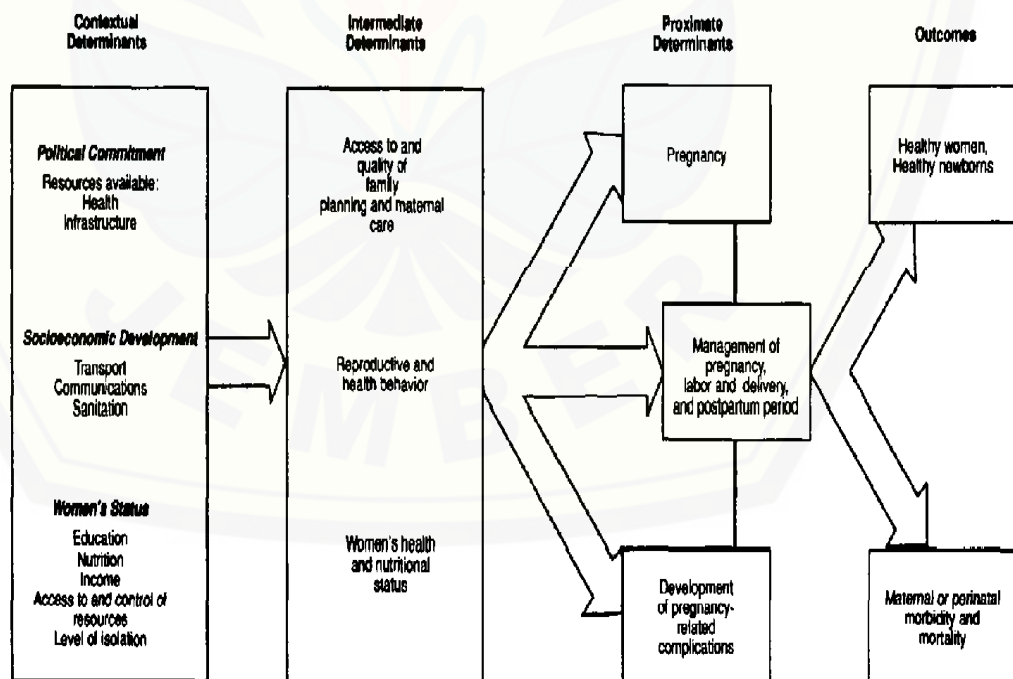 Contextual
Determinants
Intermediate
Determinants
Proximate
Determinants
Outcomes
Political Commitment
Resources available:
Health
Infrastructure
Socioeconomic Development
Transport
Communications
Sanitation
Women's Status
Education
Nutrition
Income
Access to and control of
resources
Level of isolation
Access to and
quality of
family
planning and maternal
care
Reproductive and
health behavior
Women's health
and nutritional
status
Pregnancy
Management of
pregnancy,
labor and delivery,
and postpartum period
Development
of pregnancy-
related
complications
Healthy women,
Healthy newborns
Maternal or perinatal
morbidity and
mortality
JEMBER